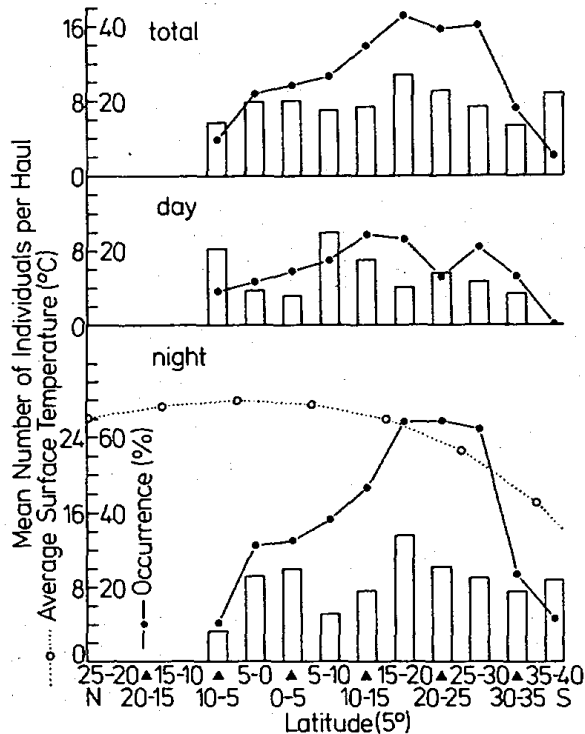 total
16 40
8 20
0
day
8 20
0
night
24 60
16 40
8 20
0
Mean Number of Individuals per Haul
Average Surface Temperature (°C)
Occurrence (%)
25-20 ▲ 15-10 ▲ 5-0 ▲ 5-10 ▲ 15-20 ▲ 25-30 ▲ 35-40
N 20-15 10-5 0-5 10-15 20-25 30-35 S
Latitude (5°)